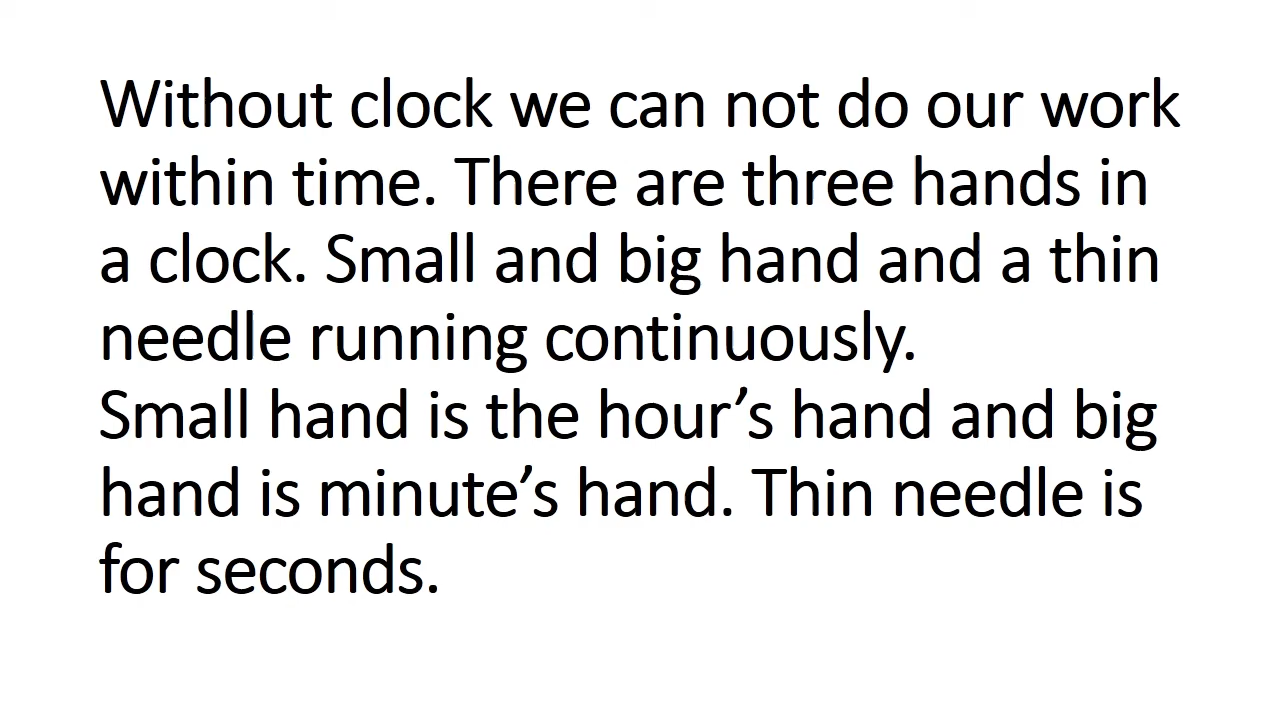 Without clock we can not do our work
within time. There are three hands in
a clock. Small and big hand and a thin
needle running continuously.
Small hand is the hour’s hand and big
hand is minute’s hand. Thin needle is
for seconds.